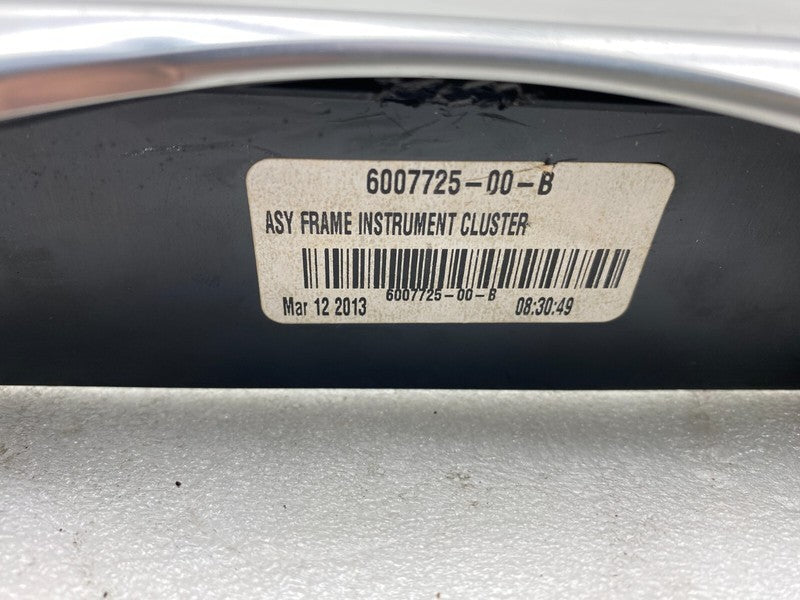 6007725-00-B
ASY FRAME INSTRUMENT CLUSTER
6007725-00-B
Mar 12 2013 08:30:49